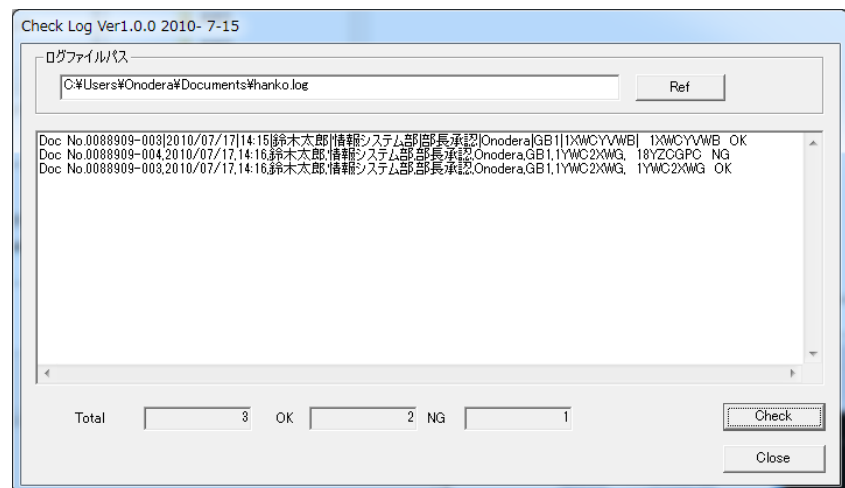 Check Log Ver1.0.0 2010- 7-15
ログファイルパス
C:¥Users¥Onodera¥Documents¥hanko.log
Ref
Doc No.0088909-003|2010/07/17|14:15|鈴木太郎|情報システム部|部長承認|Onodera|GB1|1XWCYVWB| 1XWCYVWB OK
Doc No.0088909-004,2010/07/17,14:16,鈴木太郎,情報システム部,部長承認,Onodera,GB1,1YWC2XWG, 18YZCGPC NG
Doc No.0088909-003,2010/07/17,14:16,鈴木太郎,情報システム部,部長承認,Onodera,GB1,1YWC2XWG, 1YWC2XWG OK
Total 3 OK 2 NG 1
Check
Close